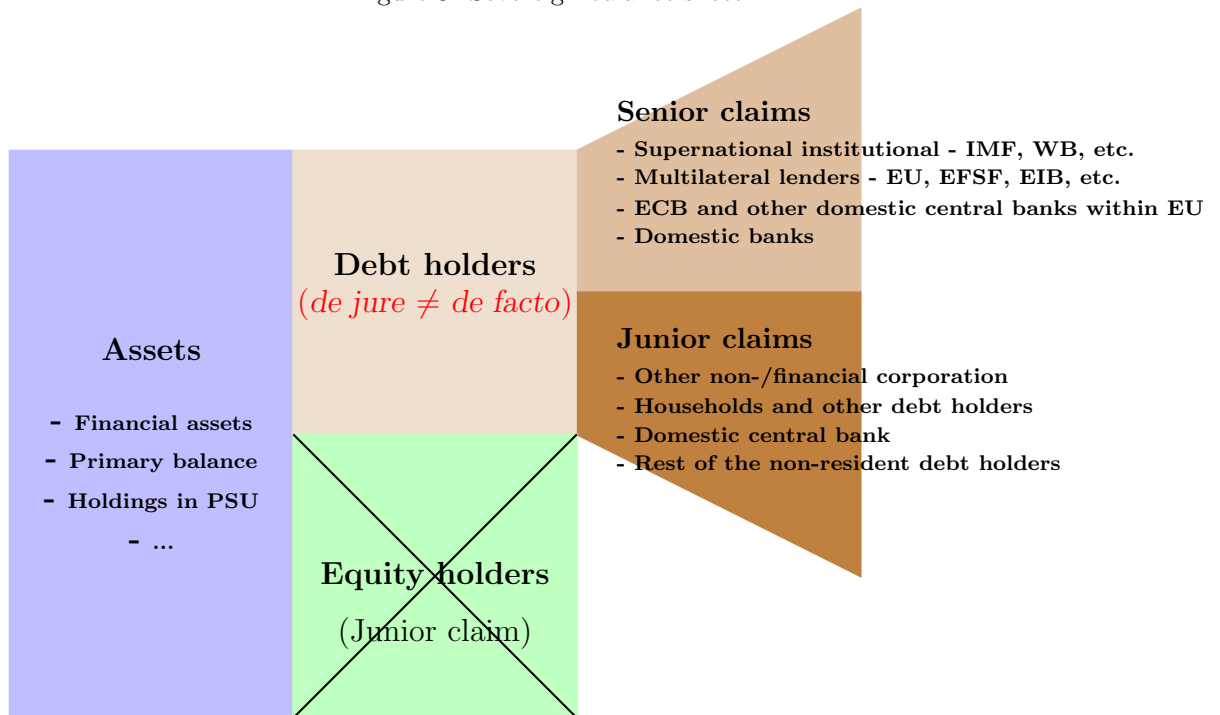 Senior claims
- Supernational institutional - IMF, WB, etc.
- Multilateral lenders - EU, EFSF, EIB, etc.
- ECB and other domestic central banks within EU
- Domestic banks
Debt holders
(de jure ≠ de facto)
Assets
- Financial assets
- Primary balance
- Holdings in PSU
- ...
Junior claims
- Other non-/financial corporation
- Households and other debt holders
- Domestic central bank
- Rest of the non-resident debt holders
Equity holders
(Junior claim)